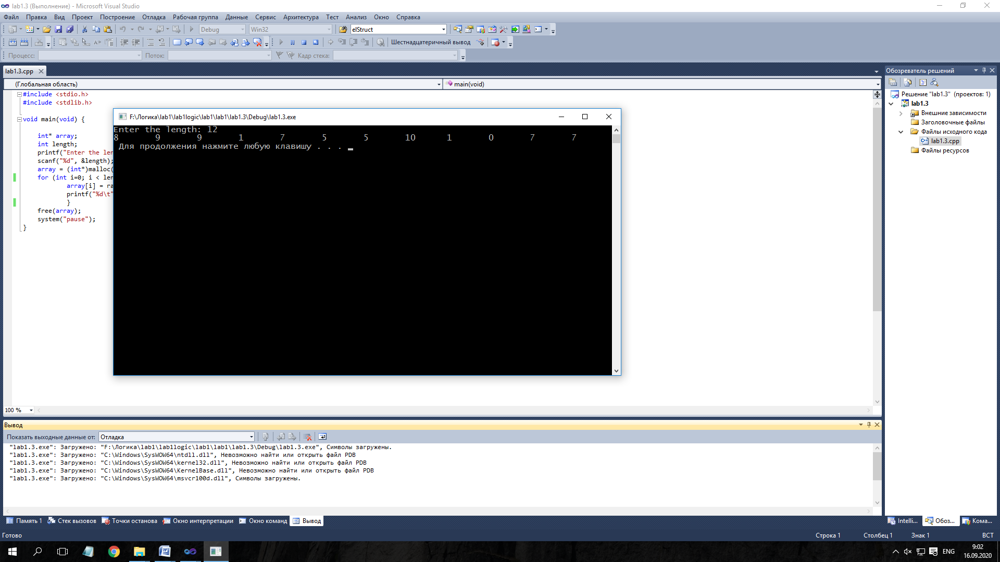 lab1.3 (Выполнение) - Microsoft Visual Studio
Файл Правка Вид Проект Построение Отладка Рабочая группа Данные Сервис Архитектура Тест Анализ Окно Справка
Debug Win32 elStruct
Шестнадцатеричный вывод
Процесс: Поток: Кадр стека:
lab1.3.cpp
(Глобальная область) main(void)
#include <stdio.h>
#include <stdlib.h>
void main(void) {
int* array;
int length;
printf("Enter the len
scanf("%d", &length);
array = (int*)malloc(
for (int i=0; i < len
array[i] = ra
printf("%d\t"
}
free(array);
system("pause");
}
F:\Логика\lab1\lab1logic\lab1\lab1\lab1.3\Debug\lab1.3.exe
Enter the length: 12
8 9 9 1 7 5 5 10 1 0 7 7
Для продолжения нажмите любую клавишу . . .
Обозреватель решений
Решение "lab1.3" (проектов: 1)
lab1.3
Внешние зависимости
Заголовочные файлы
Файлы исходного кода
lab1.3.cpp
Файлы ресурсов
100 %
Вывод
Показать выходные данные от: Отладка
"lab1.3.exe": Загружено: "F:\Логика\lab1\lab1logic\lab1\lab1\lab1.3\Debug\lab1.3.exe", Символы загружены.
"lab1.3.exe": Загружено: "C:\Windows\SysWOW64\ntdll.dll", Невозможно найти или открыть файл PDB
"lab1.3.exe": Загружено: "C:\Windows\SysWOW64\kernel32.dll", Невозможно найти или открыть файл PDB
"lab1.3.exe": Загружено: "C:\Windows\SysWOW64\KernelBase.dll", Невозможно найти или открыть файл PDB
"lab1.3.exe": Загружено: "C:\Windows\SysWOW64\msvcr100d.dll", Символы загружены.
Память 1 Стек вызовов Точки останова Окно интерпретации Окно команд Вывод
Intelli... Обоз... Кома...
Готово Строка 1 Столбец 1 Знак 1 ВСТ
ENG 9:02
16.09.2020